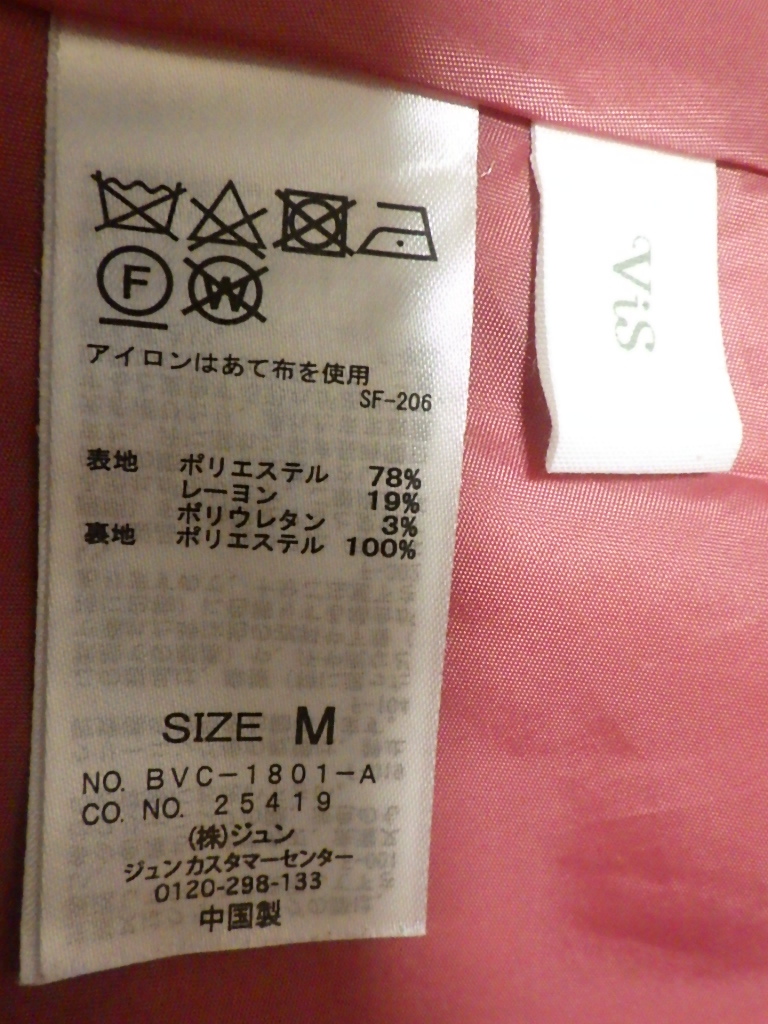 F W
アイロンはあて布を使用
SF-206
表地 ポリエステル 78%
レーヨン 19%
ポリウレタン 3%
裏地 ポリエステル 100%
SIZE M
NO. BVC-1801-A
CO. NO. 25419
(株)ジュン
ジュンカスタマーセンター
0120-298-133
中国製
ViS